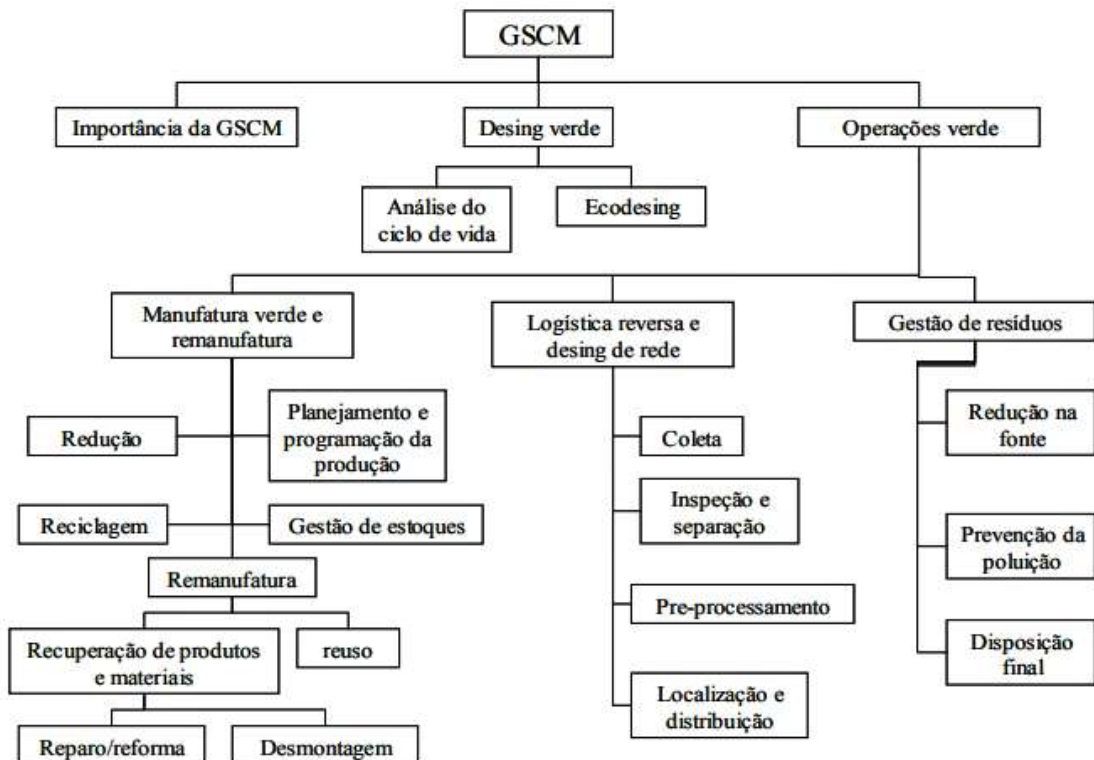 GSCM
Importância da GSCM
Desing verde
Operações verde
Análise do
ciclo de vida
Ecodesing
Manufatura verde e
remanufatura
Logística reversa e
desing de rede
Gestão de resíduos
Redução
Planejamento e
programação da
produção
Reciclagem
Gestão de estoques
Remanufatura
Recuperação de produtos
e materiais
reuso
Reparo/reforma
Desmontagem
Coleta
Inspeção e
separação
Pre-processamento
Localização e
distribuição
Redução na
fonte
Prevenção da
poluição
Disposição
final